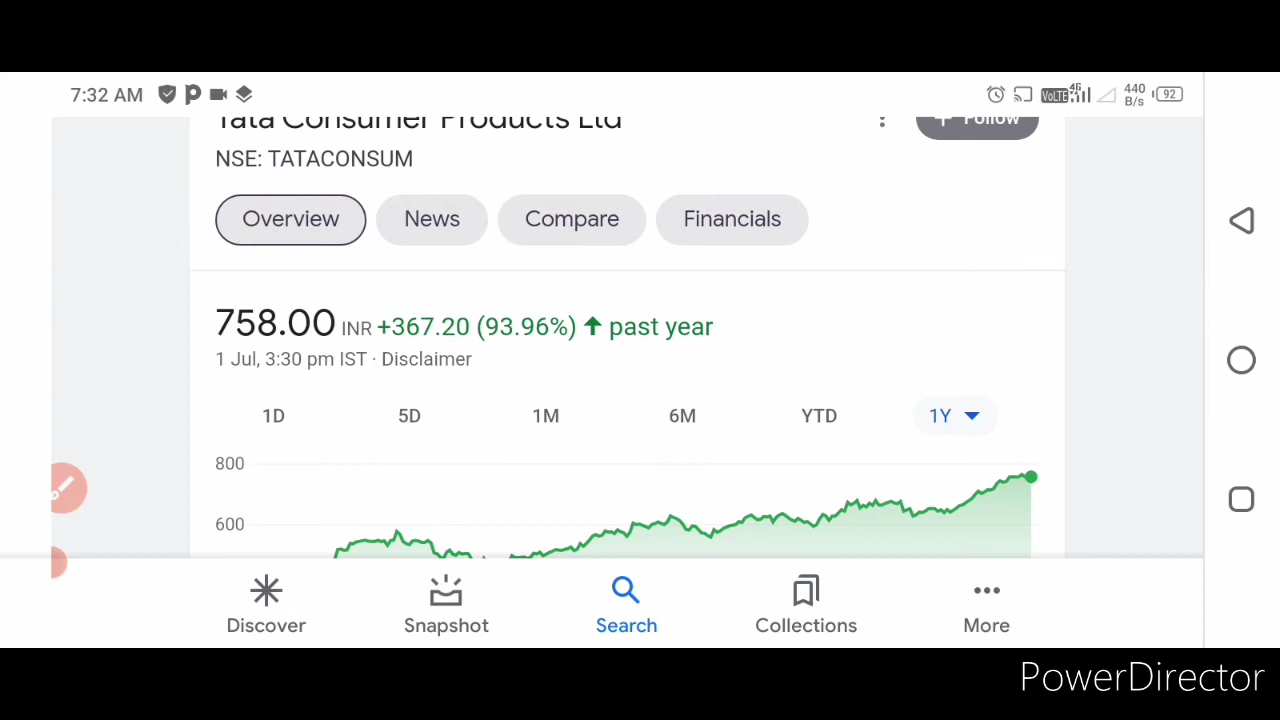 7:32 AM
VoLTE 4G 440 B/s 92
Tata Consumer Products Ltd
+ Follow
NSE: TATACONSUM
Overview News Compare Financials
758.00 INR +367.20 (93.96%) ↑ past year
1 Jul, 3:30 pm IST · Disclaimer
1D 5D 1M 6M YTD 1Y
800
600
Discover Snapshot Search Collections More
PowerDirector